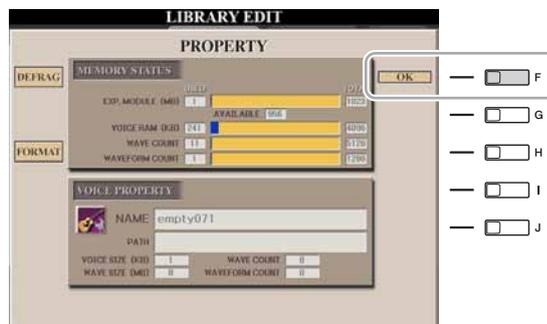 LIBRARY EDIT
PROPERTY
DEFRAG
FORMAT
MEMORY STATUS
USED
EXP. MODULE (MB) 1
AVAILABLE 956
VOICE RAM (KB) 241 4096
WAVE COUNT 11 5120
WAVEFORM COUNT 1 1280
VOICE PROPERTY
NAME empty071
PATH
VOICE SIZE (KB) 1 WAVE COUNT 0
WAVE SIZE (MB) 0 WAVEFORM COUNT 0
OK
F
G
H
I
J